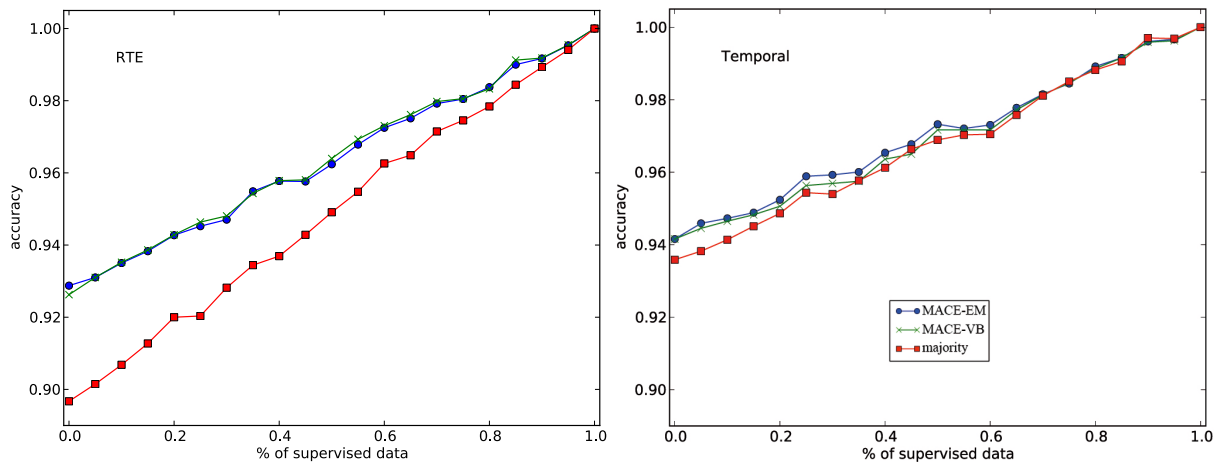 RTE
1.00
0.98
0.96
0.94
0.92
0.90
accuracy
0.0 0.2 0.4 0.6 0.8 1.0
% of supervised data
Temporal
1.00
0.98
0.96
0.94
0.92
0.90
accuracy
MACE-EM
MACE-VB
majority
0.0 0.2 0.4 0.6 0.8 1.0
% of supervised data